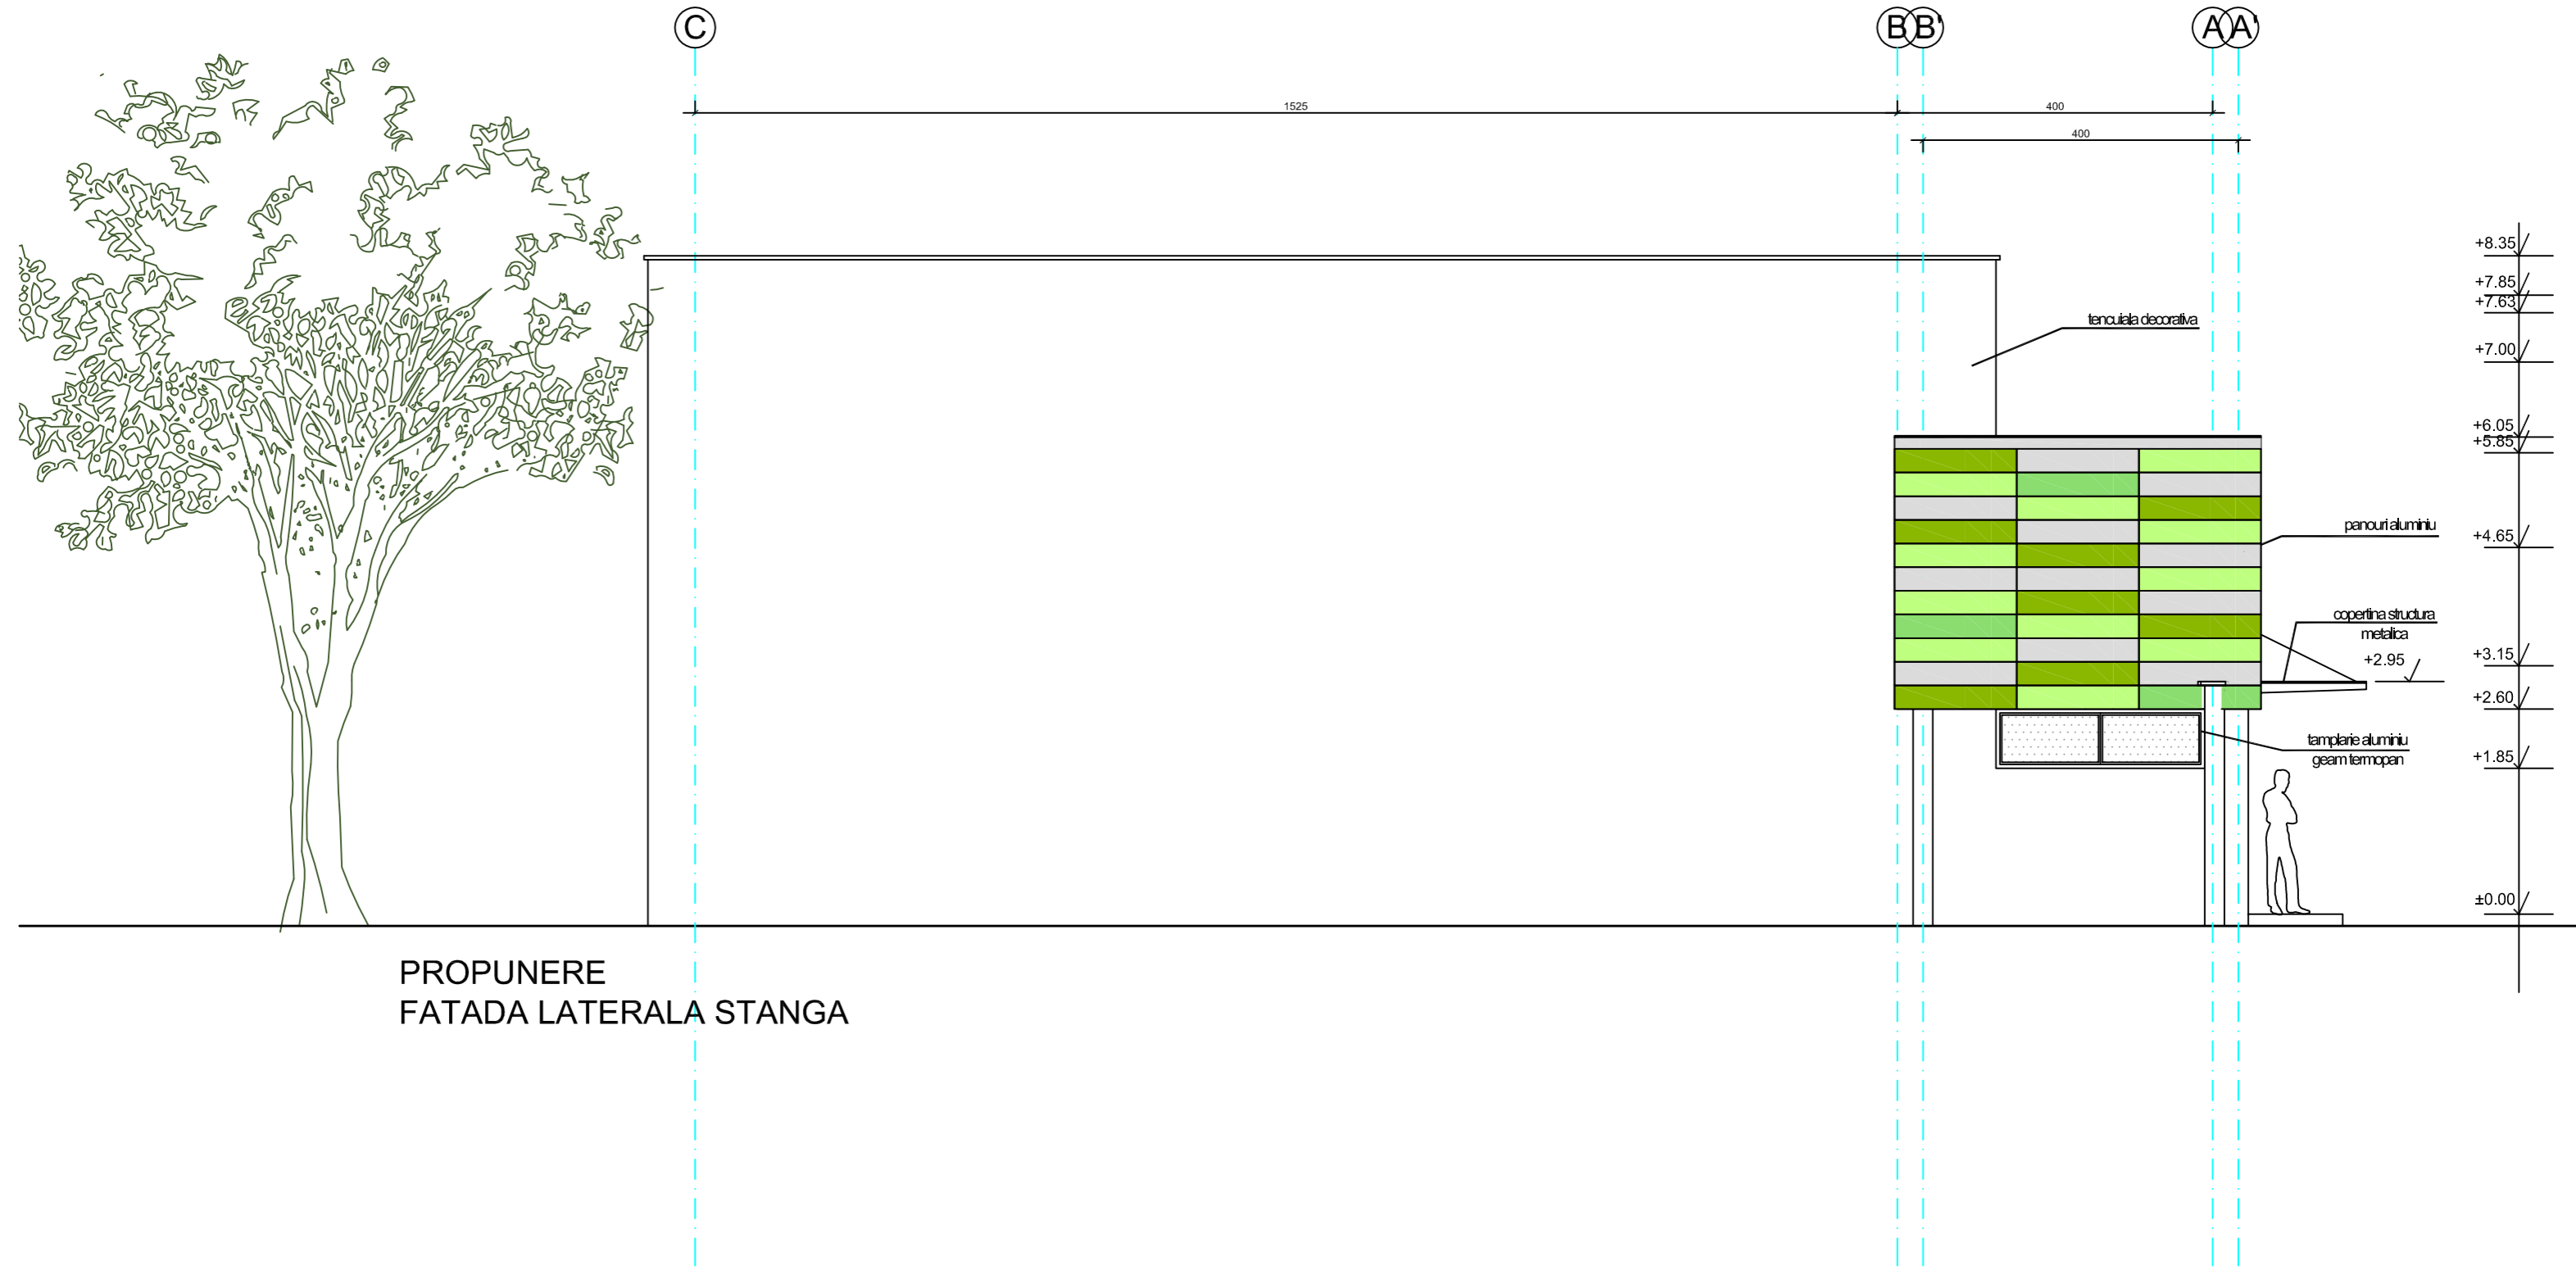 C
B B' A A'
1525
400
400
+8.35
+7.85
+7.63
tencuiala decorativa
+7.00
+6.05
+5.85
panouri aluminiu
+4.65
copertina structura
metalica
+2.95
+3.15
+2.60
tamplarie aluminiu
geam termopan
+1.85
±0.00
PROPUNERE
FATADA LATERALA STANGA